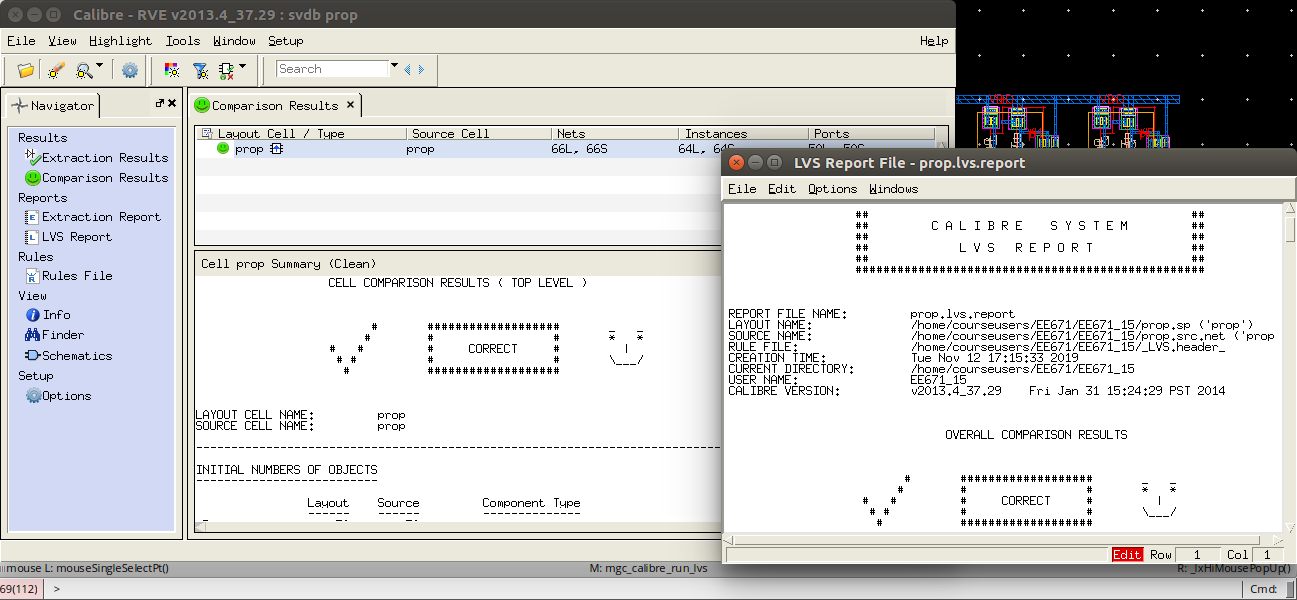 Calibre - RVE v2013.4_37.29 : svdb prop
File View Highlight Tools Window Setup Help
Search
Navigator
Results
Extraction Results
Comparison Results
Reports
Extraction Report
LVS Report
Rules
Rules File
View
Info
Finder
Schematics
Setup
Options
Comparison Results
Layout Cell / Type Source Cell Nets Instances Ports
prop prop 66L, 66S 64L,
Cell prop Summary (Clean)
CELL COMPARISON RESULTS ( TOP LEVEL )
#     ###################     _   _
#      #                 #     *   *
#   #       #     CORRECT     #       |
# #        #                 #     \___/
#         ###################
LAYOUT CELL NAME: prop
SOURCE CELL NAME: prop
--------------------------------------------------------------------------
INITIAL NUMBERS OF OBJECTS
--------------------------
Layout Source Component Type
------ ------ --------------
LVS Report File - prop.lvs.report
File Edit Options Windows
##                                              ##
##          C A L I B R E    S Y S T E M          ##
##                                              ##
##             L V S    R E P O R T              ##
##                                              ##
##################################################
REPORT FILE NAME: prop.lvs.report
LAYOUT NAME: /home/courseusers/EE671/EE671_15/prop.sp ('prop')
SOURCE NAME: /home/courseusers/EE671/EE671_15/prop.src.net ('prop
RULE FILE: /home/courseusers/EE671/EE671_15/_LVS.header_
CREATION TIME: Tue Nov 12 17:15:33 2019
CURRENT DIRECTORY: /home/courseusers/EE671/EE671_15
USER NAME: EE671_15
CALIBRE VERSION: v2013.4_37.29 Fri Jan 31 15:24:29 PST 2014
OVERALL COMPARISON RESULTS
#     ###################     _   _
#      #                 #     *   *
#   #       #     CORRECT     #       |
# #        #                 #     \___/
#         ###################
Edit Row 1 Col 1
mouse L: mouseSingleSelectPt() M: mgc_calibre_run_lvs R: _lxHiMousePopUp()
69(112) > Cmd: